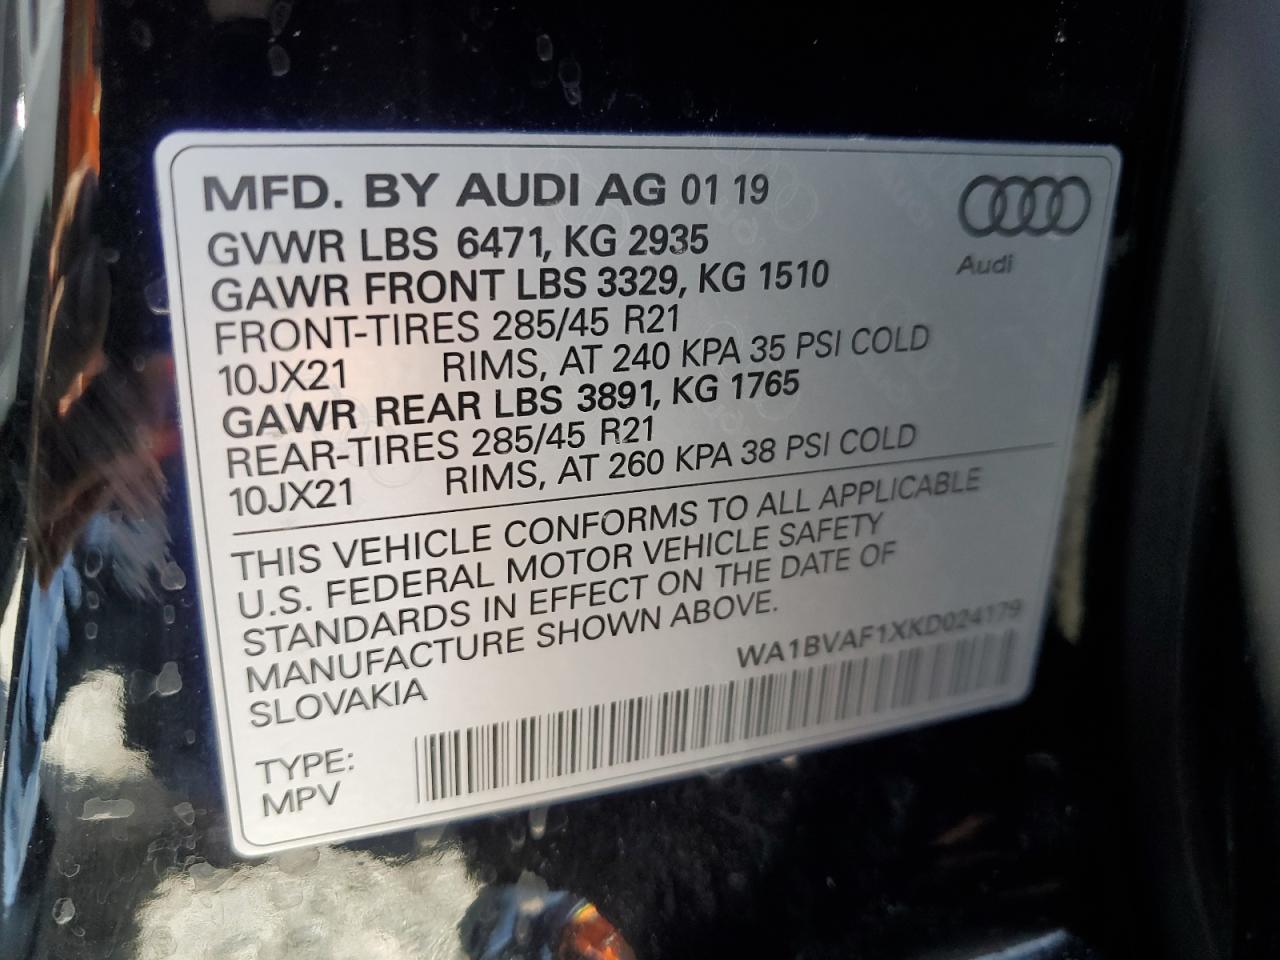 MFD. BY AUDI AG 01 19
Audi
GVWR LBS 6471, KG 2935
GAWR FRONT LBS 3329, KG 1510
FRONT-TIRES 285/45 R21
10JX21 RIMS, AT 240 KPA 35 PSI COLD
GAWR REAR LBS 3891, KG 1765
REAR-TIRES 285/45 R21
10JX21 RIMS, AT 260 KPA 38 PSI COLD
THIS VEHICLE CONFORMS TO ALL APPLICABLE
U.S. FEDERAL MOTOR VEHICLE SAFETY
STANDARDS IN EFFECT ON THE DATE OF
MANUFACTURE SHOWN ABOVE.
SLOVAKIA
WA1BVAF1XKD024179
TYPE:
MPV